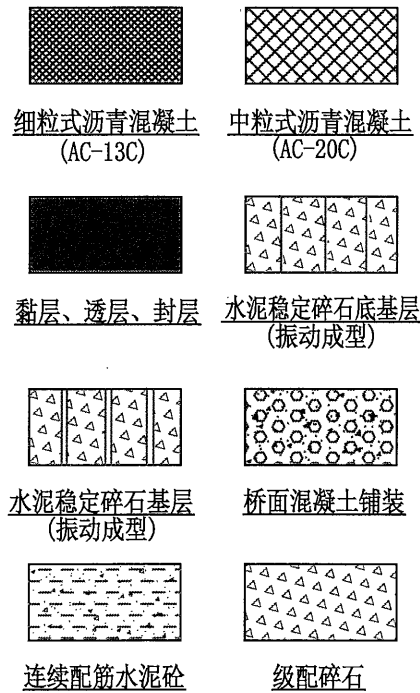 细粒式沥青混凝土
(AC-13C)
中粒式沥青混凝土
(AC-20C)
黏层、透层、封层
水泥稳定碎石底基层
(振动成型)
水泥稳定碎石基层
(振动成型)
桥面混凝土铺装
连续配筋水泥砼
级配碎石